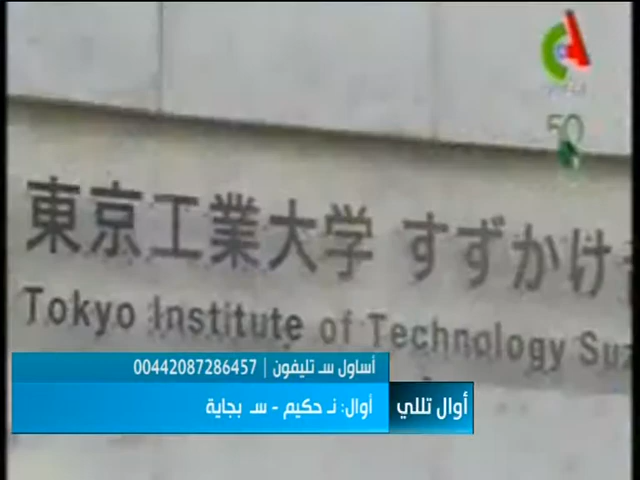 50
東京工業大学 すずかけ
Tokyo Institute of Technology Suz
أساول سـ تليفون | 00442087286457
أوال تللي
أوال: نـ حكيم - سـ بجاية